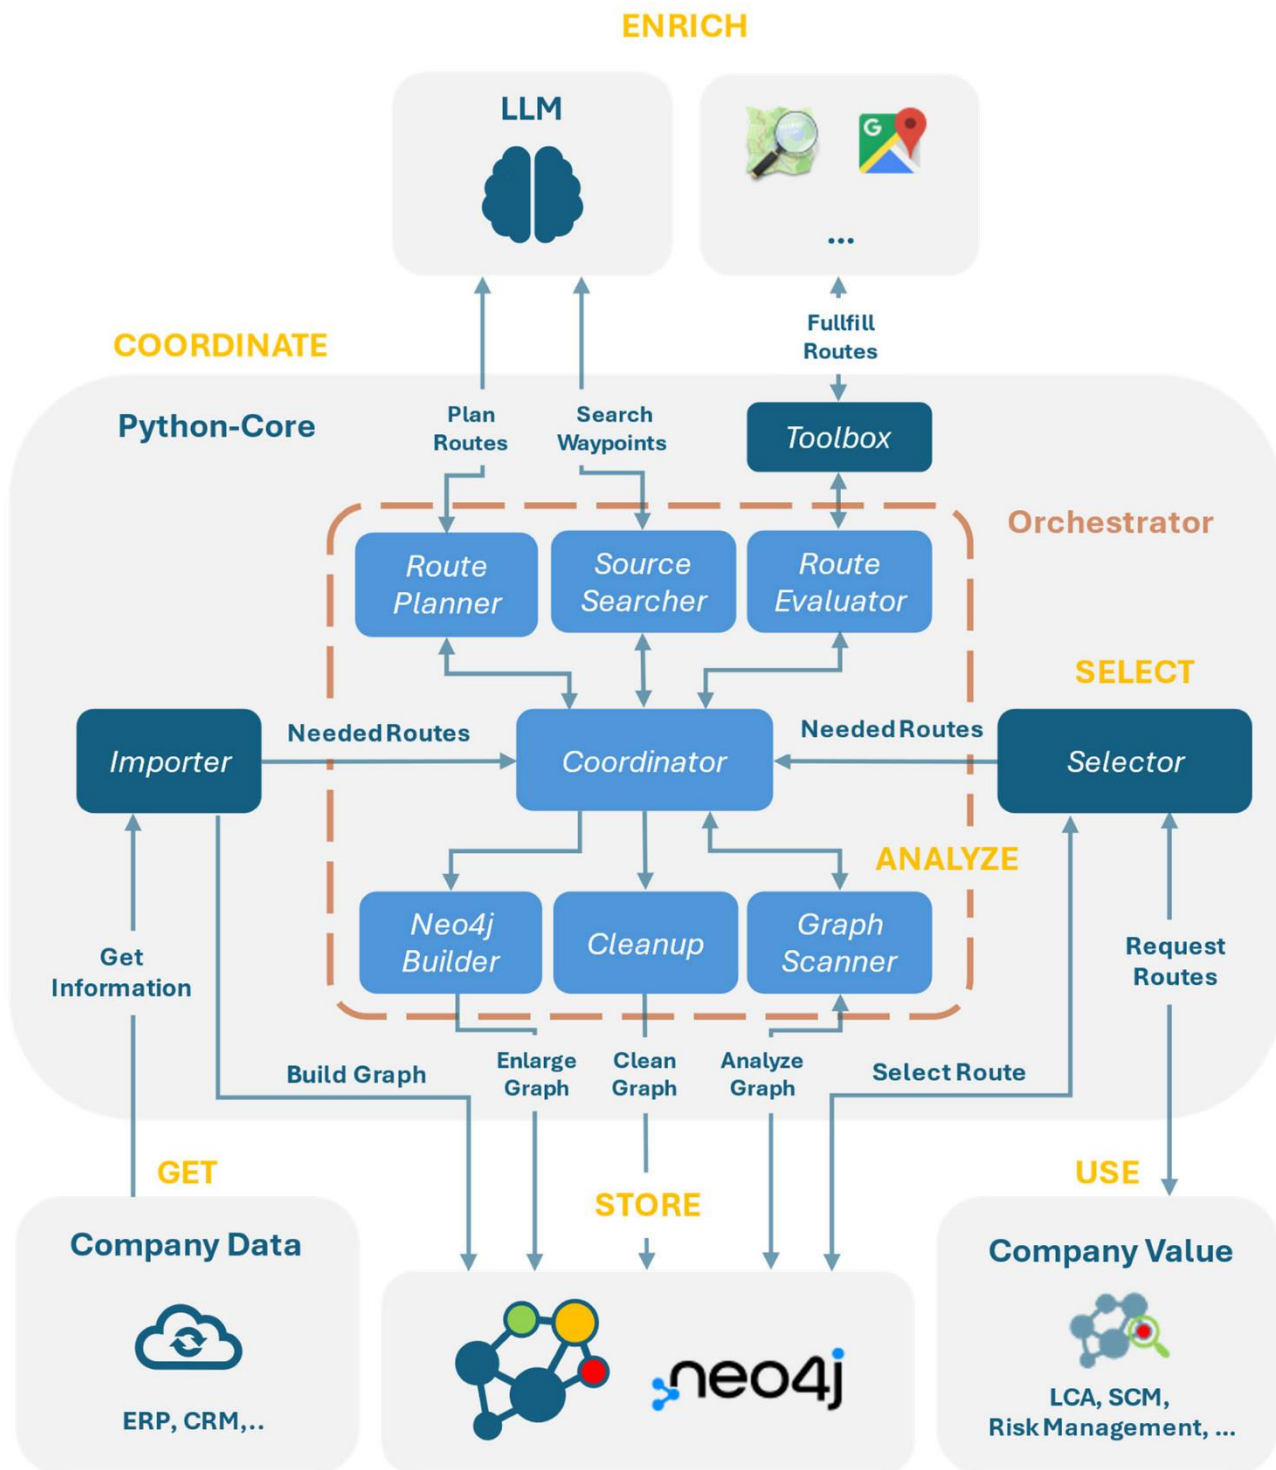 ENRICH
LLM
G
...
Fullfill
Routes
COORDINATE
Python-Core
Plan
Routes
Search
Waypoints
Toolbox
Orchestrator
Route
Planner
Source
Searcher
Route
Evaluator
SELECT
Importer
Needed Routes
Coordinator
Needed Routes
Selector
ANALYZE
Neo4j
Builder
Cleanup
Graph
Scanner
Get
Information
Request
Routes
Build Graph
Enlarge
Graph
Clean
Graph
Analyze
Graph
Select Route
GET
STORE
USE
Company Data
ERP, CRM,..
neo4j
Company Value
LCA, SCM,
Risk Management, ...